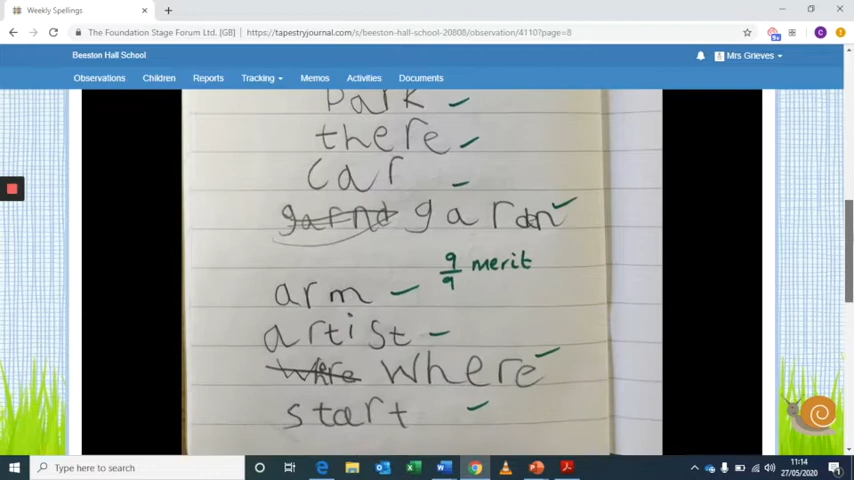 Weekly Spellings
The Foundation Stage Forum Ltd. [GB] | https://tapestryjournal.com/s/beeston-hall-school-20808/observation/4110?page=8
Beeston Hall School
Mrs Grieves
Observations Children Reports Tracking Memos Activities Documents
Park
there
Car
garnd garden
9/9 merit
arm
artist
where where
start
Type here to search
11:14
27/05/2020